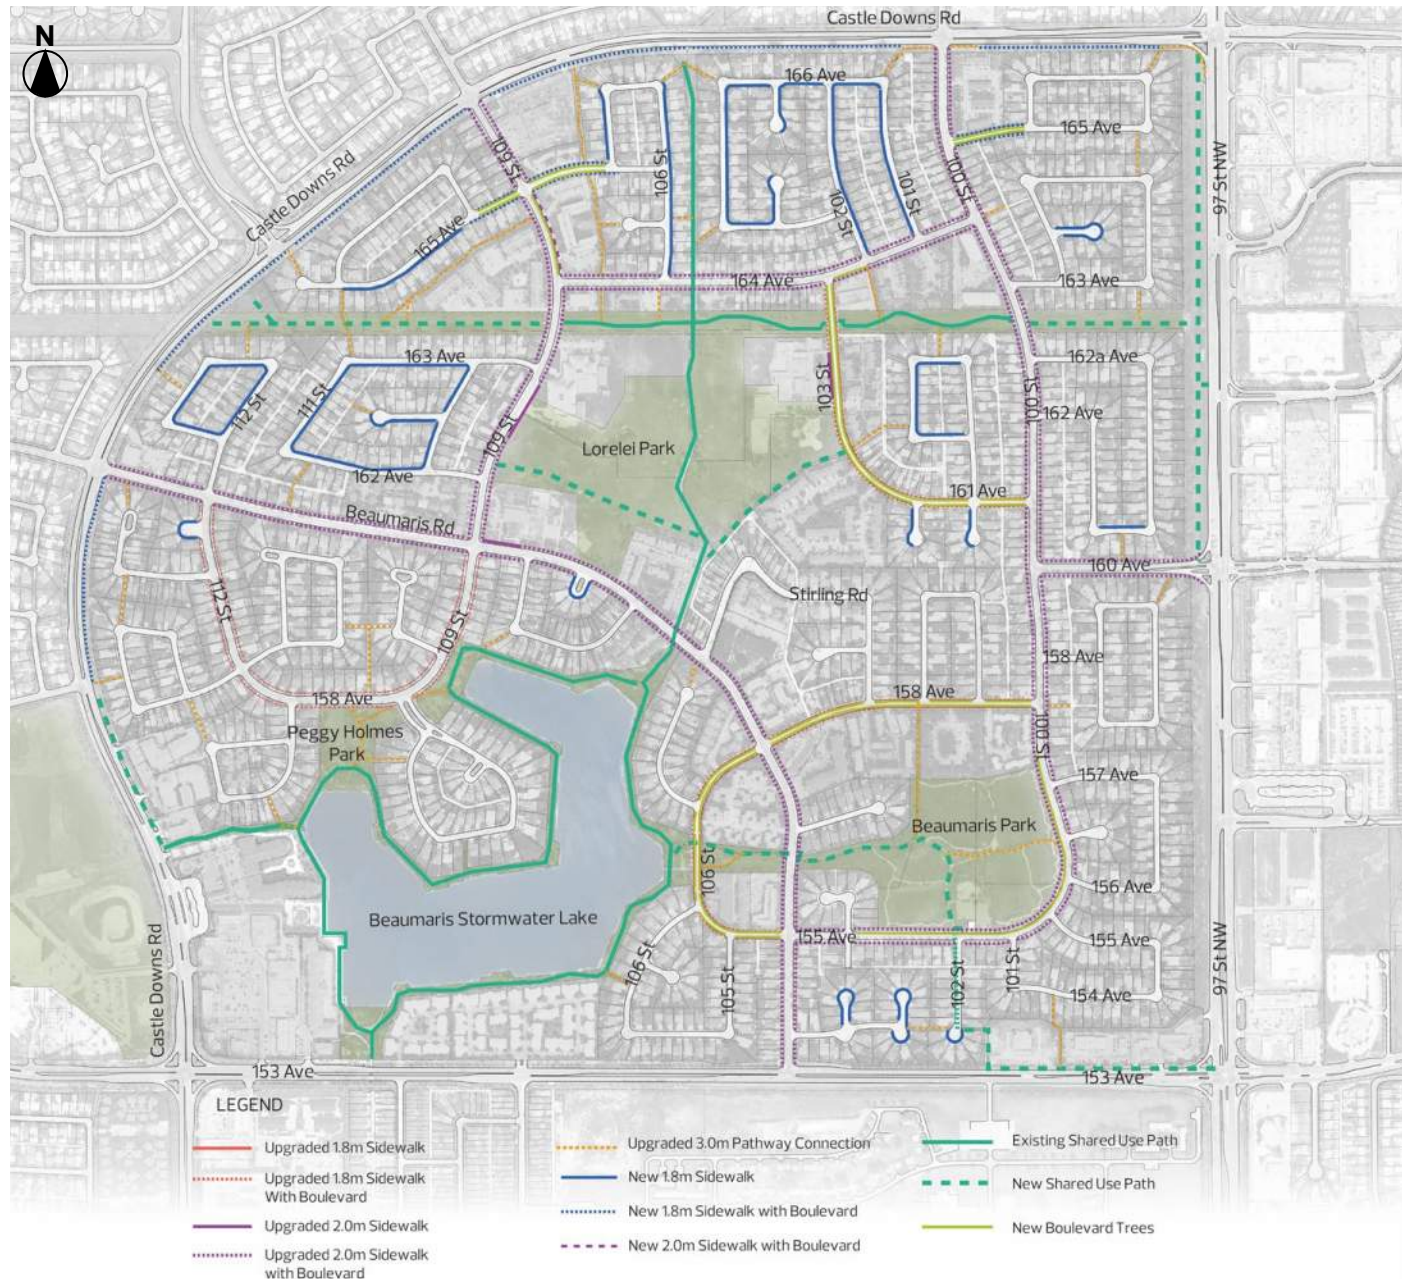 Castle Downs Rd
N
166 Ave
165 Ave
109 St
106 St
100 St
97 St NW
Castle Downs Rd
165 Ave
102 St
101 St
164 Ave
163 Ave
163 Ave
162a Ave
112 St
111 St
103 St
100 St
162 Ave
109 St
Lorelei Park
162 Ave
161 Ave
Beaumaris Rd
160 Ave
112 St
109 St
Stirling Rd
158 Ave
158 Ave
158 Ave
Peggy Holmes
Park
100 St
157 Ave
Beaumaris Park
106 St
156 Ave
Beaumaris Stormwater Lake
155 Ave
155 Ave
Castle Downs Rd
106 St
105 St
102 St
101 St
97 St NW
154 Ave
153 Ave
153 Ave
LEGEND
Upgraded 1.8m Sidewalk
Upgraded 1.8m Sidewalk
With Boulevard
Upgraded 2.0m Sidewalk
Upgraded 2.0m Sidewalk
with Boulevard
Upgraded 3.0m Pathway Connection
New 1.8m Sidewalk
New 1.8m Sidewalk with Boulevard
New 2.0m Sidewalk with Boulevard
Existing Shared Use Path
New Shared Use Path
New Boulevard Trees